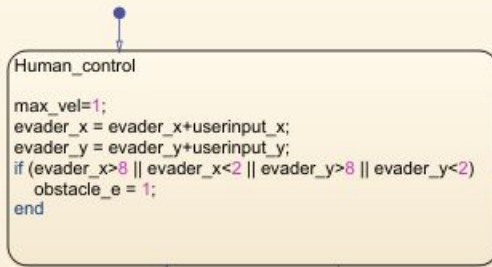 Human_control
max_vel=1;
evader_x = evader_x+userinput_x;
evader_y = evader_y+userinput_y;
if (evader_x>8 || evader_x<2 || evader_y>8 || evader_y<2)
obstacle_e = 1;
end